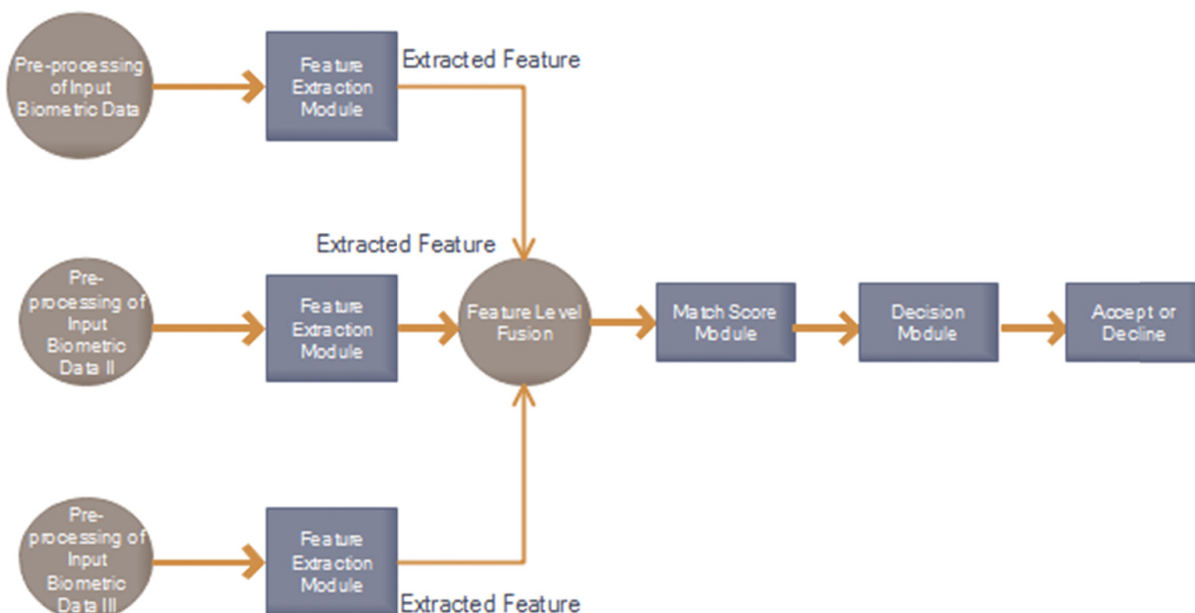 Pre-processing
of Input
Biometric Data
Feature
Extraction
Module
Extracted Feature
Extracted Feature
Pre-
processing of
Input
Biometric
Data II
Feature
Extraction
Module
Feature Level
Fusion
Match Score
Module
Decision
Module
Accept or
Decline
Pre-
processing of
Input
Biometric
Data III
Feature
Extraction
Module
Extracted Feature